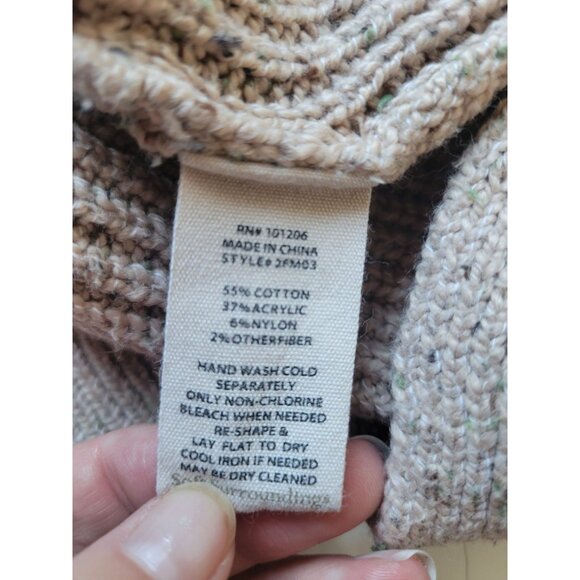 RN# 101206
MADE IN CHINA
STYLE# 2FM03
55% COTTON
37% ACRYLIC
6% NYLON
2% OTHERFIBER
HAND WASH COLD
SEPARATELY
ONLY NON-CHLORINE
BLEACH WHEN NEEDED
RE-SHAPE &
LAY FLAT TO DRY
COOL IRON IF NEEDED
MAY BE DRY CLEANED
Soft Surroundings